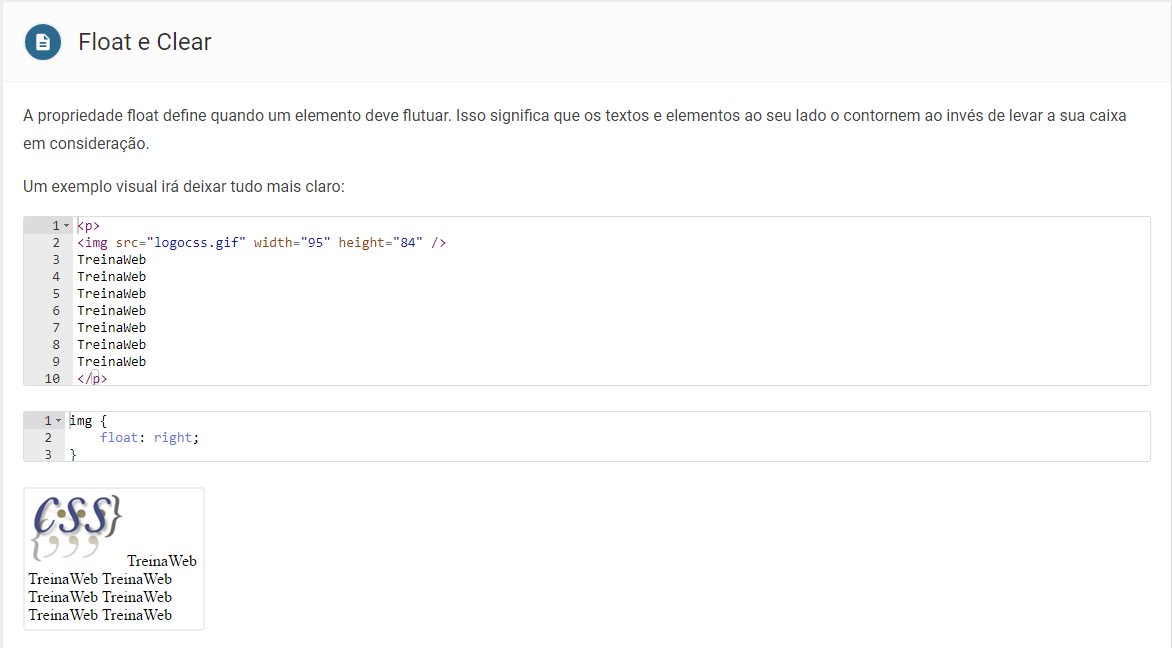 Float e Clear
A propriedade float define quando um elemento deve flutuar. Isso significa que os textos e elementos ao seu lado o contornem ao invés de levar a sua caixa
em consideração.
Um exemplo visual irá deixar tudo mais claro:
1 <p>
2 <img src="logocss.gif" width="95" height="84" />
3 TreinaWeb
4 TreinaWeb
5 TreinaWeb
6 TreinaWeb
7 TreinaWeb
8 TreinaWeb
9 TreinaWeb
10 </p>
1 img {
2     float: right;
3 }
CSS}
{;;;
TreinaWeb
TreinaWeb TreinaWeb
TreinaWeb TreinaWeb
TreinaWeb TreinaWeb